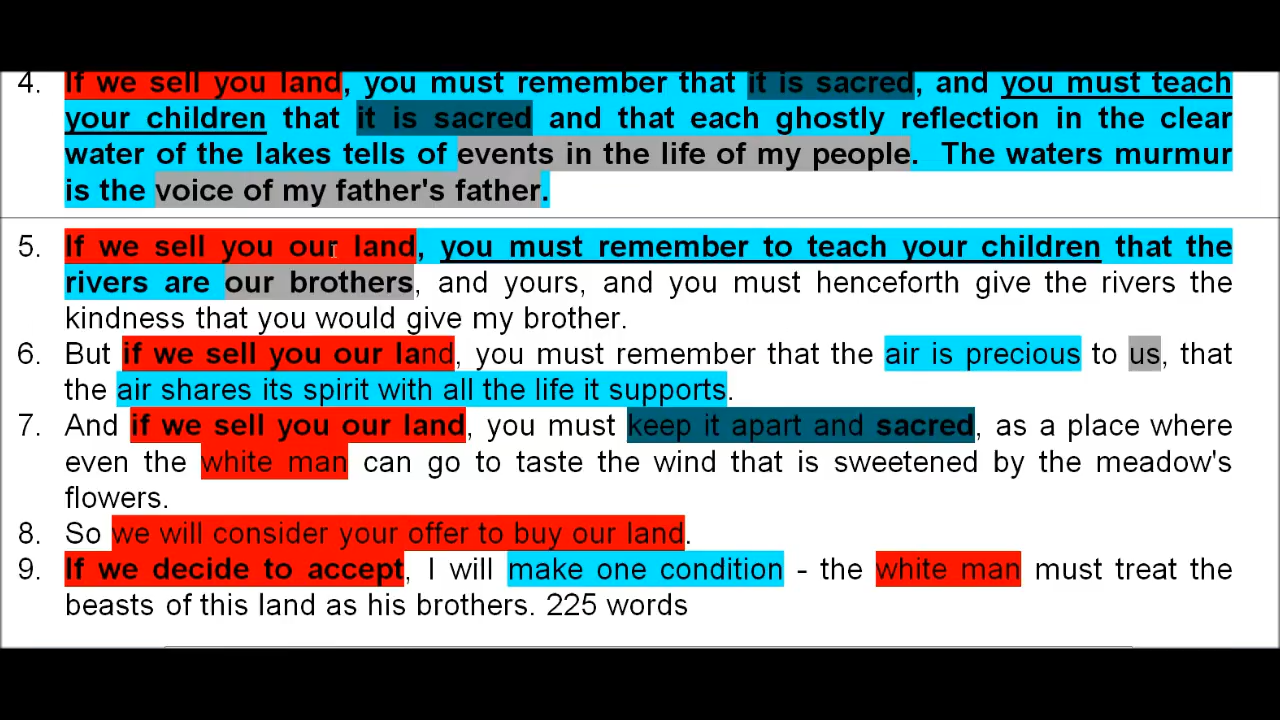 4. If we sell you land, you must remember that it is sacred, and you must teach
your children that it is sacred and that each ghostly reflection in the clear
water of the lakes tells of events in the life of my people. The waters murmur
is the voice of my father's father.
5. If we sell you our land, you must remember to teach your children that the
rivers are our brothers, and yours, and you must henceforth give the rivers the
kindness that you would give my brother.
6. But if we sell you our land, you must remember that the air is precious to us, that
the air shares its spirit with all the life it supports.
7. And if we sell you our land, you must keep it apart and sacred, as a place where
even the white man can go to taste the wind that is sweetened by the meadow's
flowers.
8. So we will consider your offer to buy our land.
9. If we decide to accept, I will make one condition - the white man must treat the
beasts of this land as his brothers. 225 words